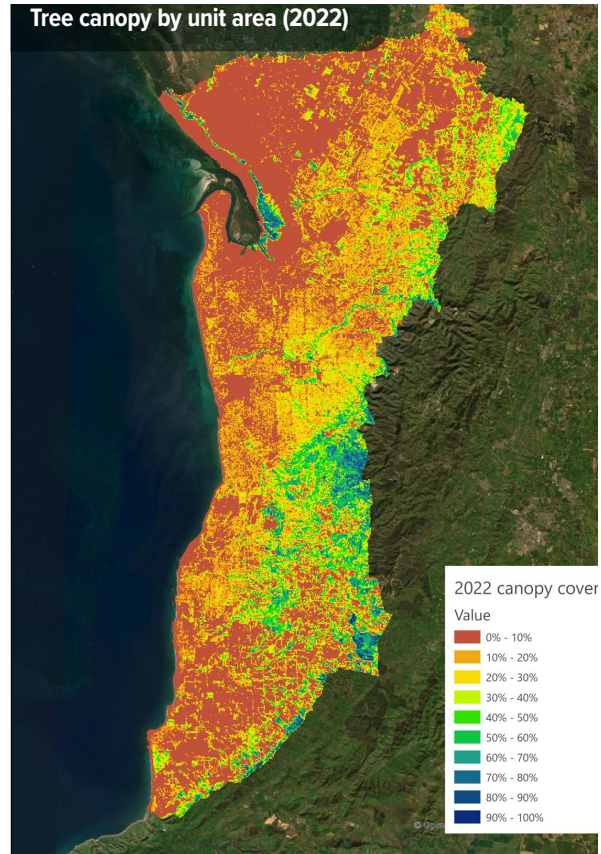 Tree canopy by unit area (2022)
2022 canopy cover
Value
0% - 10%
10% - 20%
20% - 30%
30% - 40%
40% - 50%
50% - 60%
60% - 70%
70% - 80%
80% - 90%
90% - 100%
© Open